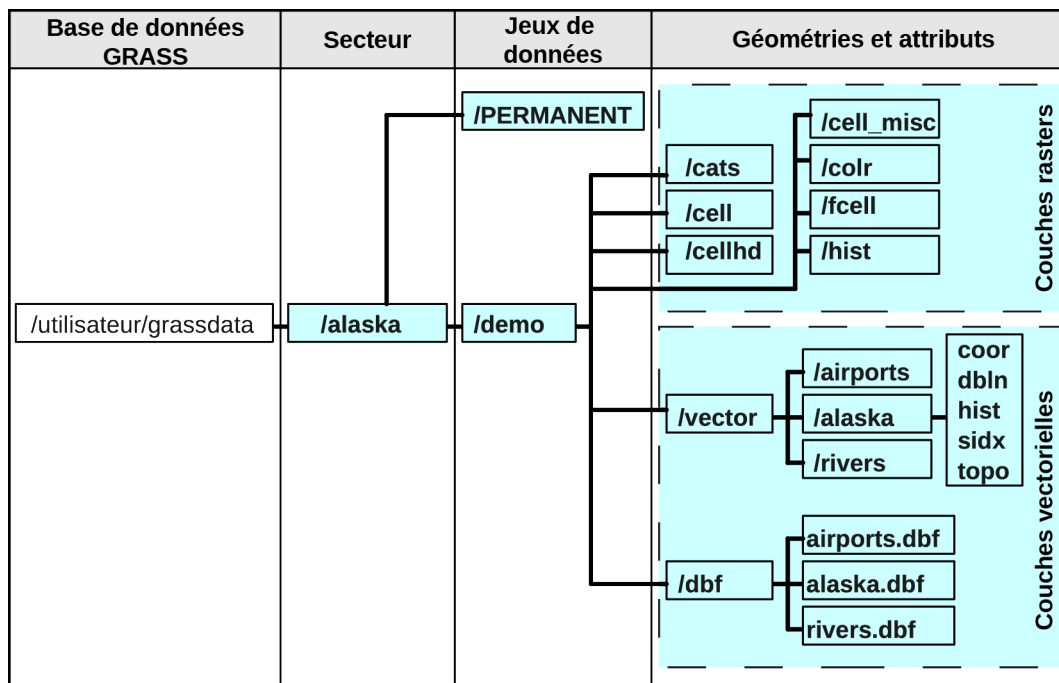 Base de données
GRASS
Secteur
Jeux de
données
Géométries et attributs
/utilisateur/grassdata
/alaska
/PERMANENT
/demo
/cats
/cell
/cellhd
/cell_misc
/colr
/fcell
/hist
Couches rasters
/vector
/airports
/alaska
/rivers
coor
dbln
hist
sidx
topo
/dbf
airports.dbf
alaska.dbf
rivers.dbf
Couches vectorielles